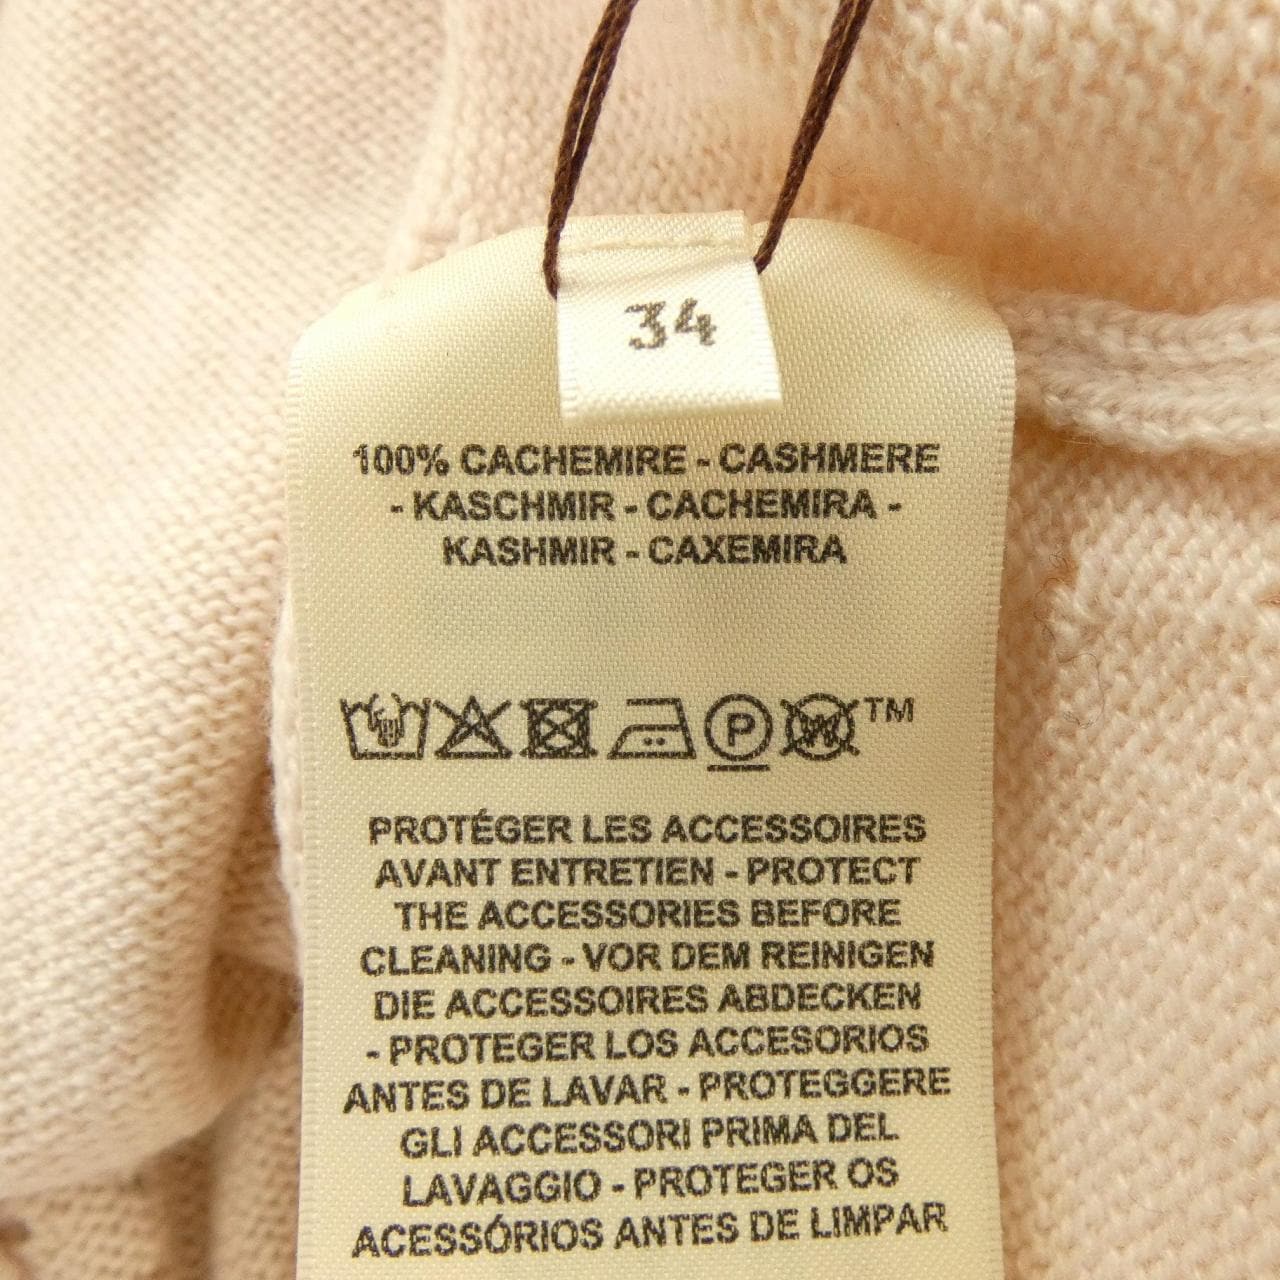 34
100% CACHEMIRE - CASHMERE
- KASCHMIR - CACHEMIRA -
KASHMIR - CAXEMIRA
P W ™
PROTÉGER LES ACCESSOIRES
AVANT ENTRETIEN - PROTECT
THE ACCESSORIES BEFORE
CLEANING - VOR DEM REINIGEN
DIE ACCESSOIRES ABDECKEN
- PROTEGER LOS ACCESORIOS
ANTES DE LAVAR - PROTEGGERE
GLI ACCESSORI PRIMA DEL
LAVAGGIO - PROTEGER OS
ACESSÓRIOS ANTES DE LIMPAR